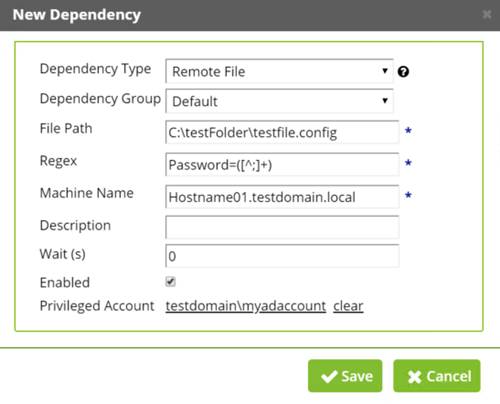 New Dependency
Dependency Type Remote File
Dependency Group Default
File Path C:\testFolder\testfile.config *
Regex Password=([^;]+) *
Machine Name Hostname01.testdomain.local *
Description
Wait (s) 0
Enabled
Privileged Account testdomain\myadaccount clear
Save Cancel